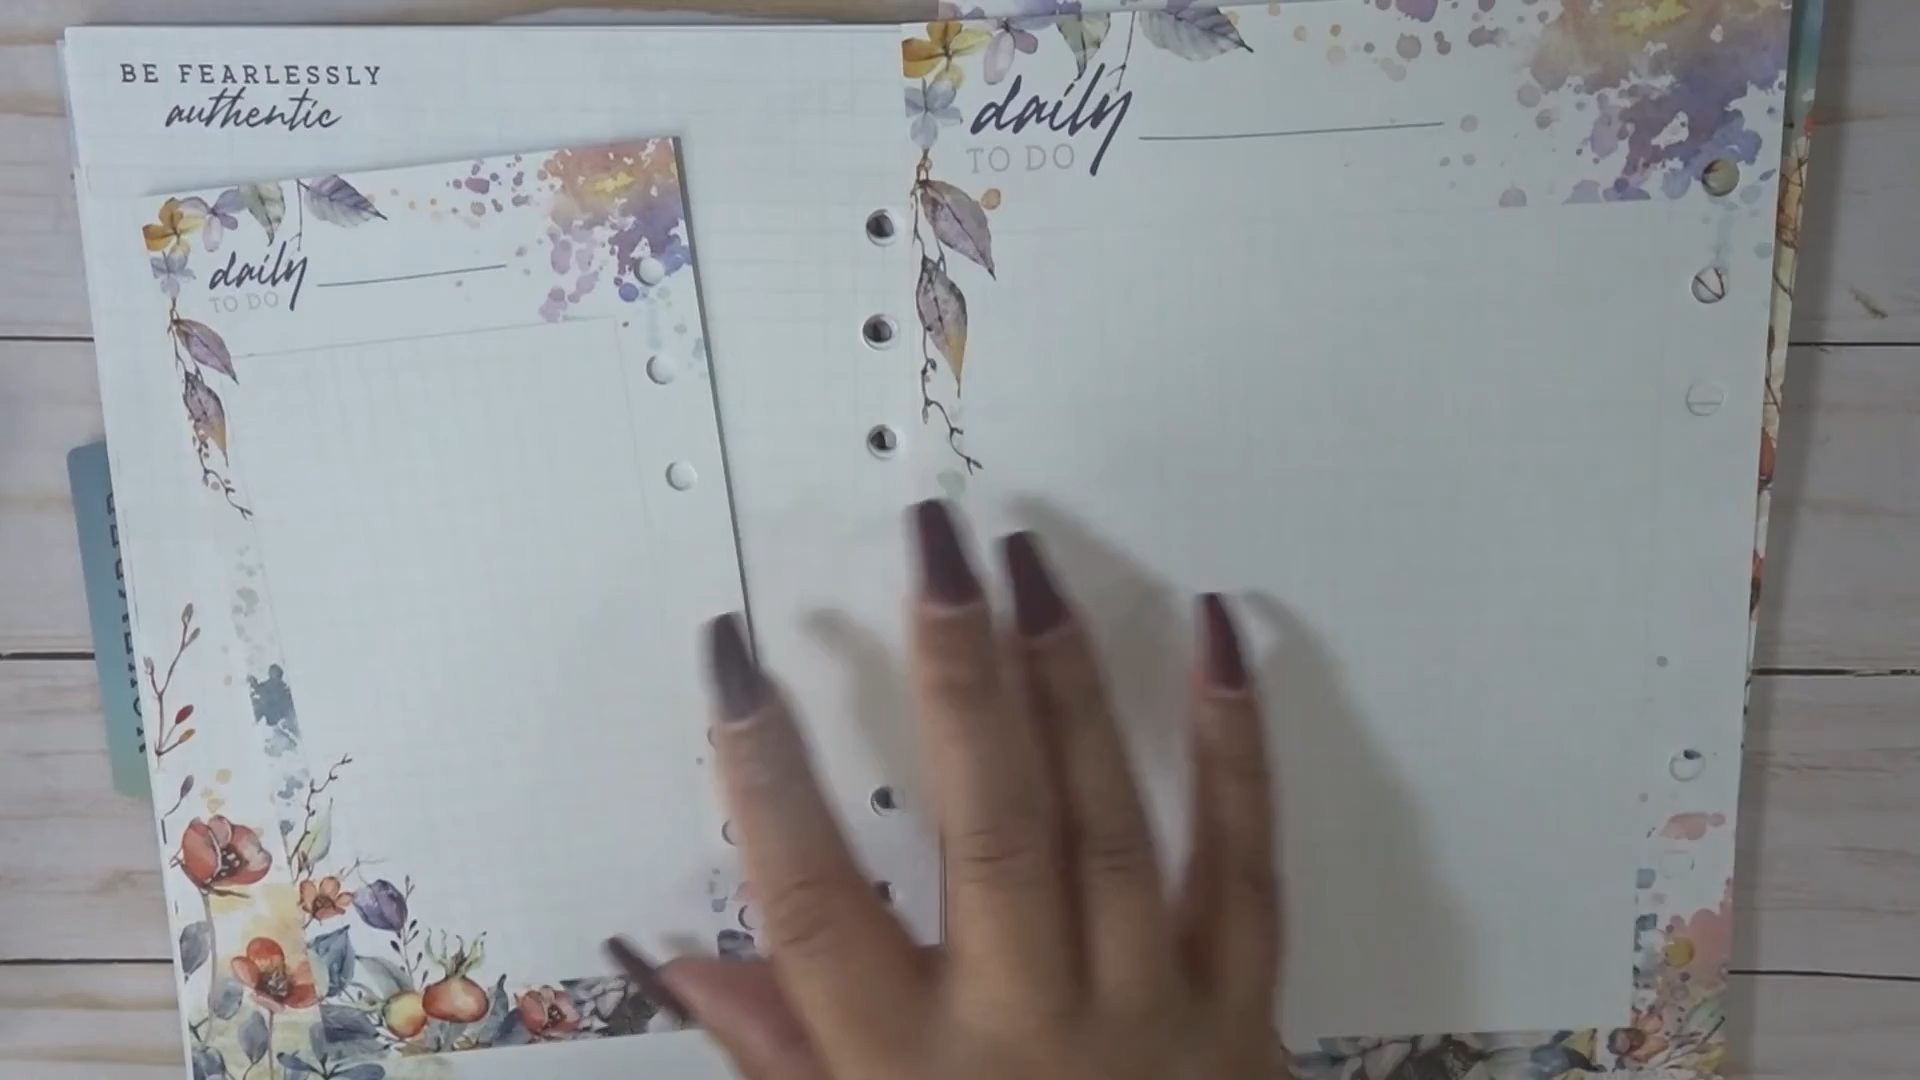 BE FEARLESSLY
authentic
daily
TO DO
daily
TO DO